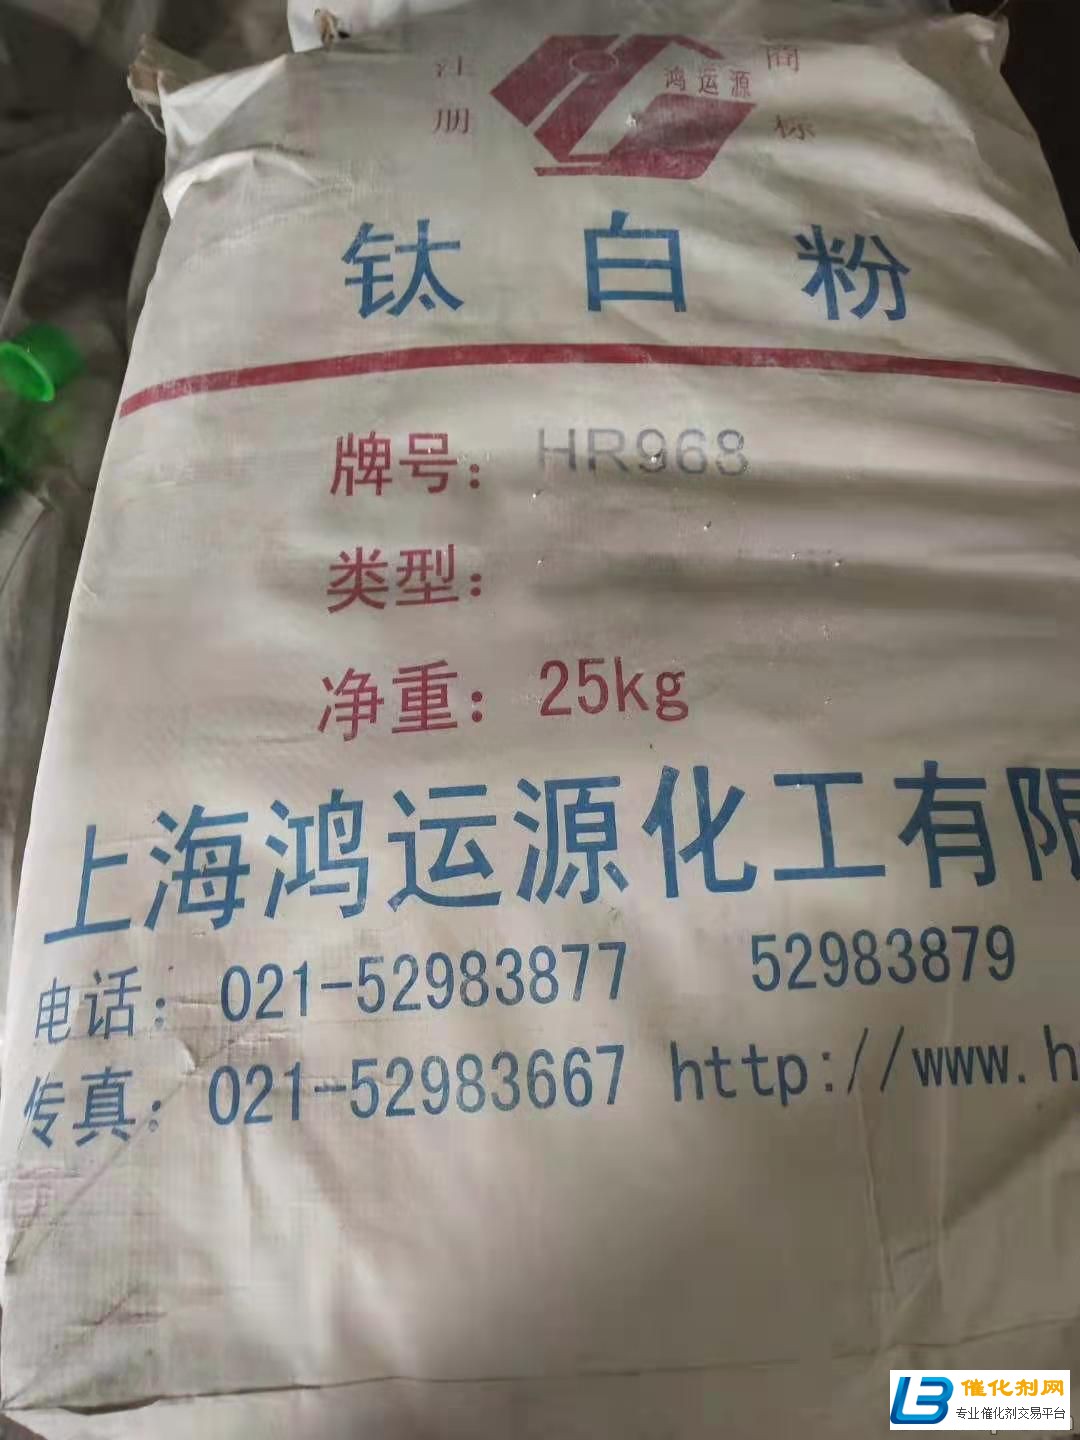 注册 鸿运源 商标
钛白粉
牌号： HR968
类型：
净重：25kg
上海鸿运源化工有限
电话：021-52983877 52983879
传真：021-52983667 http://www.h
催化剂网
专业催化剂交易平台